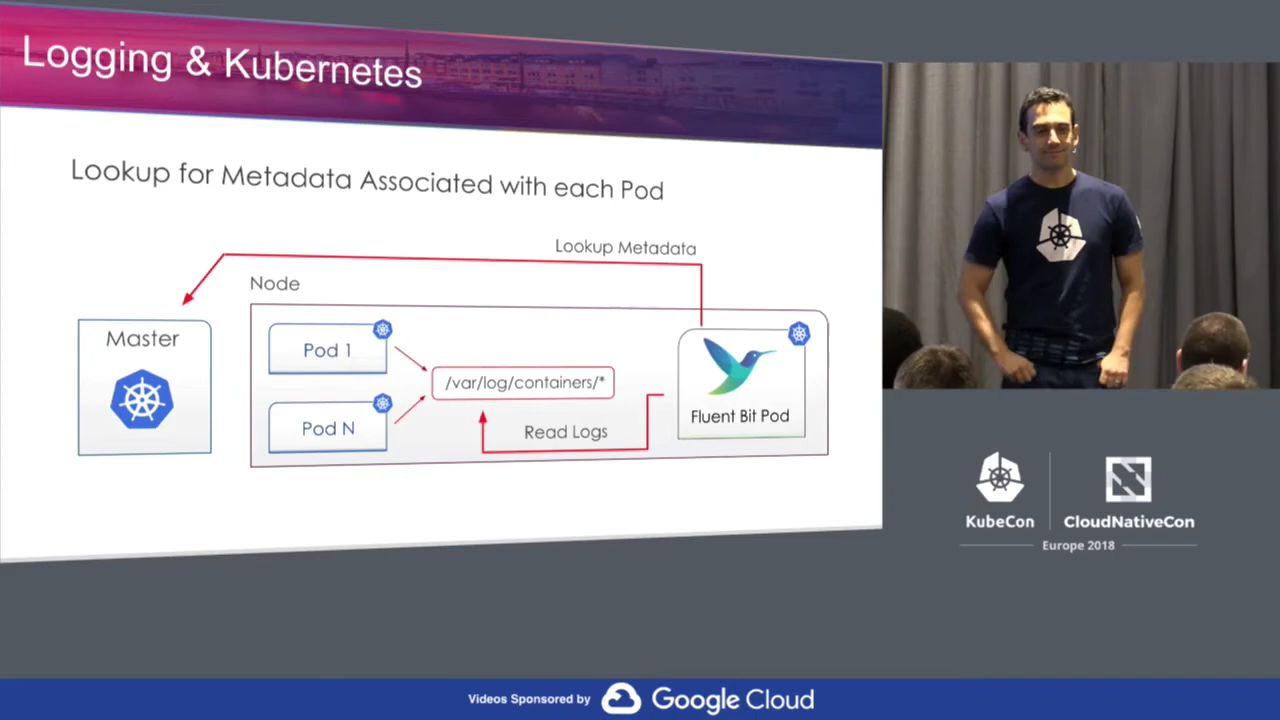 Logging & Kubernetes
Lookup for Metadata Associated with each Pod
Lookup Metadata
Node
Master
Pod 1
/var/log/containers/*
Pod N
Read Logs
Fluent Bit Pod
KubeCon
CloudNativeCon
Europe 2018
Videos Sponsored by
Google Cloud